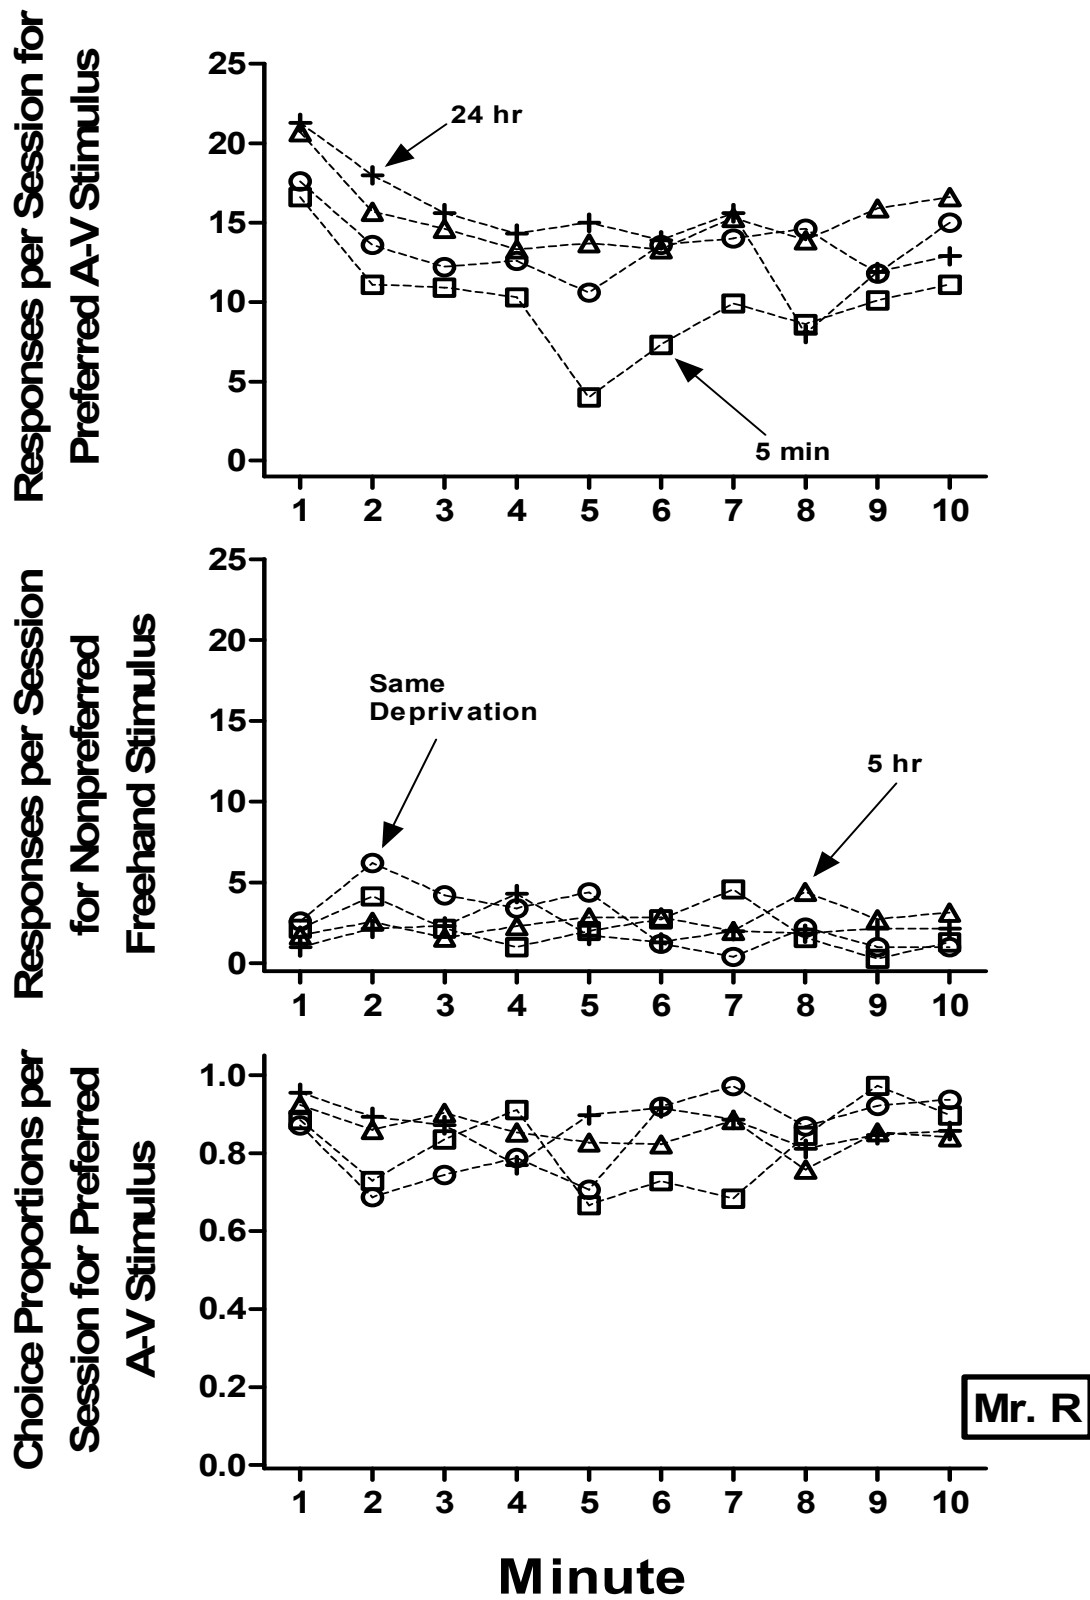 Responses per Session for
Preferred A-V Stimulus
25
20
15
10
5
0
24 hr
5 min
1 2 3 4 5 6 7 8 9 10
Responses per Session
for Nonpreferred
Freehand Stimulus
25
20
15
10
5
0
Same
Deprivation
5 hr
1 2 3 4 5 6 7 8 9 10
Choice Proportions per
Session for Preferred
A-V Stimulus
1.0
0.8
0.6
0.4
0.2
0.0
Mr. R
1 2 3 4 5 6 7 8 9 10
Minute